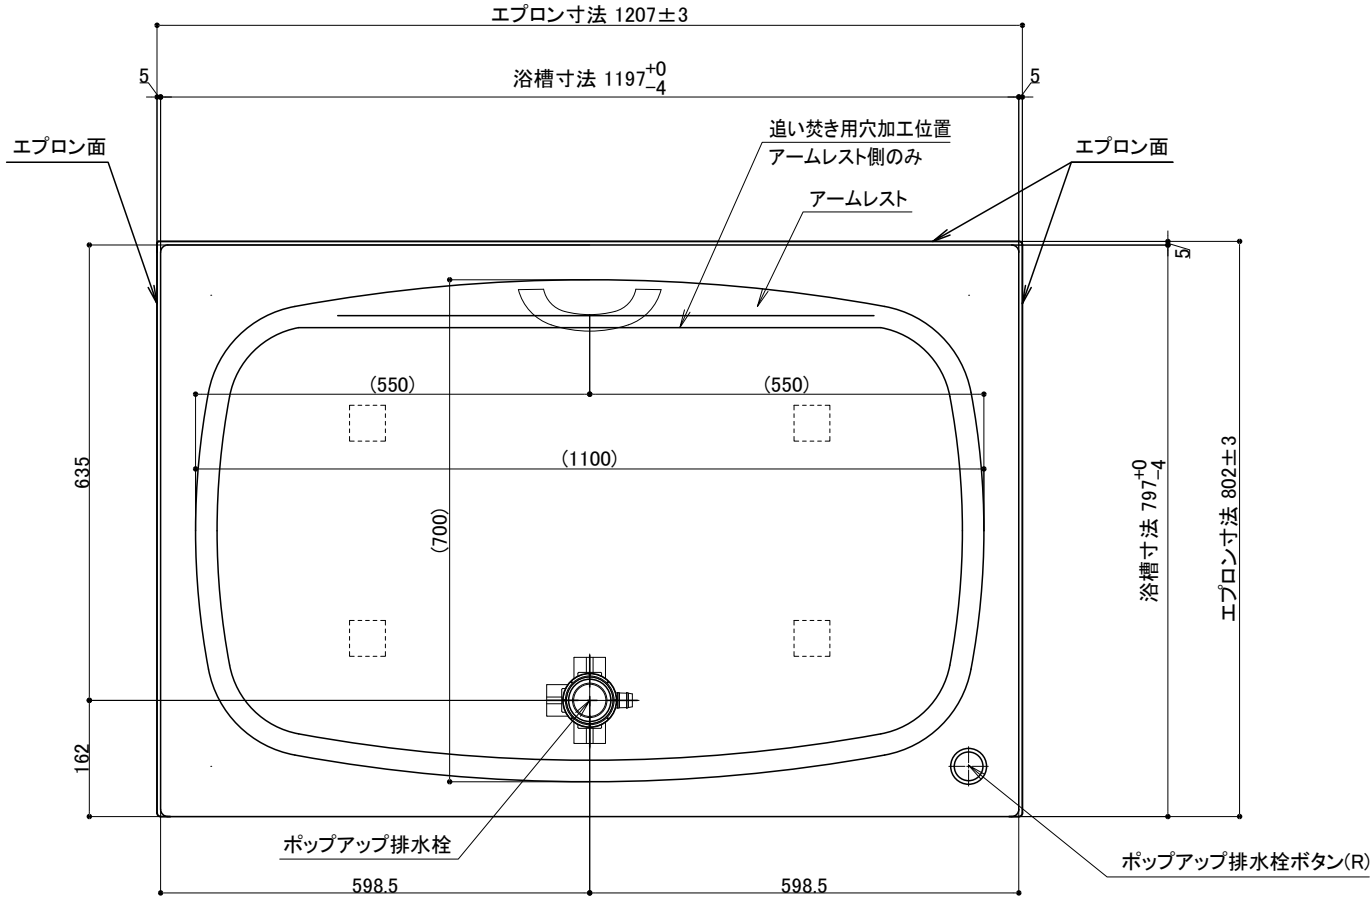 エプロン寸法 1207±3
5
浴槽寸法 1197 +0 -4
5
エプロン面
追い焚き用穴加工位置
アームレスト側のみ
エプロン面
アームレスト
5
(550)
(550)
(1100)
635
(700)
浴槽寸法 797 +0 -4
エプロン寸法 802±3
162
ポップアップ排水栓
ポップアップ排水栓ボタン(R)
598.5
598.5